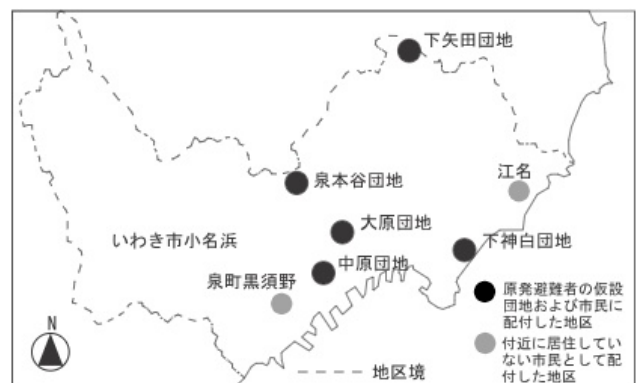 下矢田団地
江名
泉本谷団地
大原団地
いわき市小名浜
下神白団地
中原団地
泉町黒須野
原発避難者の仮設
団地および市民に
配付した地区
付近に居住してい
ない市民として配
付した地区
N
地区境